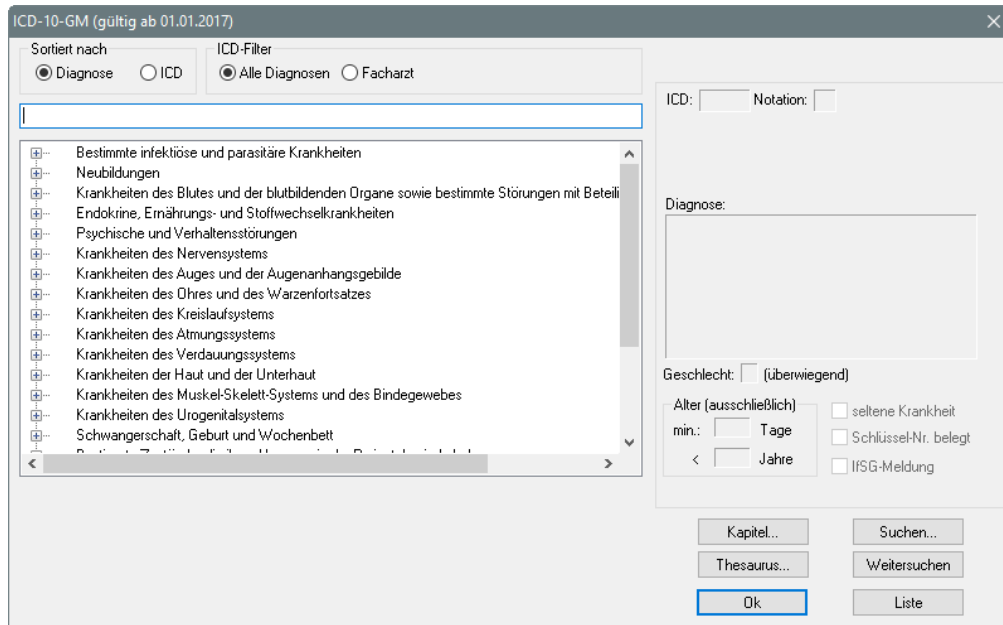 ICD-10-GM (gültig ab 01.01.2017)
Sortiert nach
Diagnose ICD
ICD-Filter
Alle Diagnosen Facharzt
Bestimmte infektiöse und parasitäre Krankheiten
Neubildungen
Krankheiten des Blutes und der blutbildenden Organe sowie bestimmte Störungen mit Beteili
Endokrine, Ernährungs- und Stoffwechselkrankheiten
Psychische und Verhaltensstörungen
Krankheiten des Nervensystems
Krankheiten des Auges und der Augenanhangsgebilde
Krankheiten des Ohres und des Warzenfortsatzes
Krankheiten des Kreislaufsystems
Krankheiten des Atmungssystems
Krankheiten des Verdauungssystems
Krankheiten der Haut und der Unterhaut
Krankheiten des Muskel-Skelett-Systems und des Bindegewebes
Krankheiten des Urogenitalsystems
Schwangerschaft, Geburt und Wochenbett
ICD: Notation:
Diagnose:
Geschlecht: (überwiegend)
Alter (ausschließlich)
min.: Tage
< Jahre
seltene Krankheit
Schlüssel-Nr. belegt
IfSG-Meldung
Kapitel... Suchen...
Thesaurus... Weitersuchen
Ok Liste